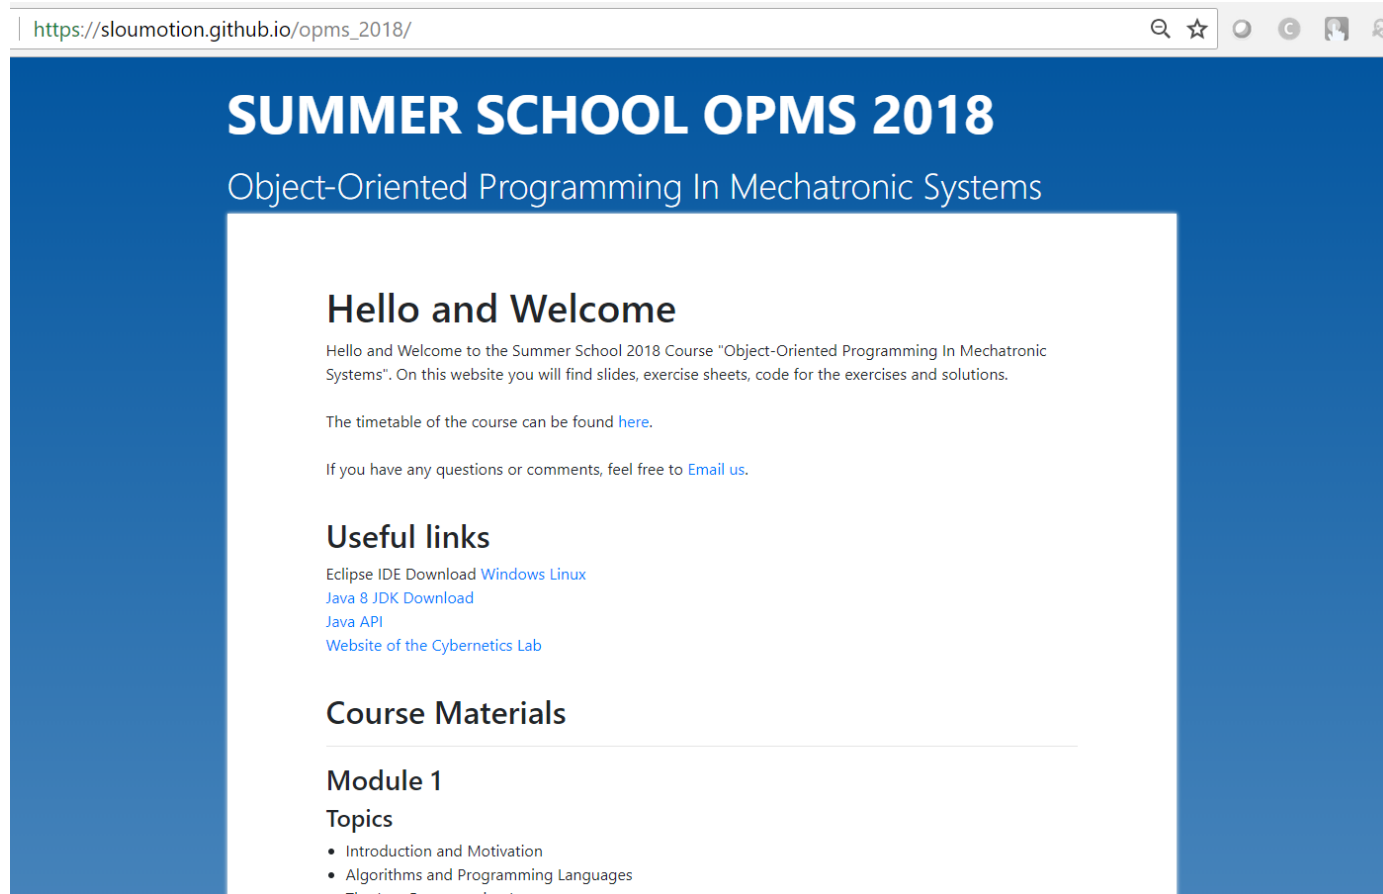 https://sloumotion.github.io/opms_2018/
SUMMER SCHOOL OPMS 2018
Object-Oriented Programming In Mechatronic Systems
Hello and Welcome
Hello and Welcome to the Summer School 2018 Course "Object-Oriented Programming In Mechatronic
Systems". On this website you will find slides, exercise sheets, code for the exercises and solutions.
The timetable of the course can be found here.
If you have any questions or comments, feel free to Email us.
Useful links
Eclipse IDE Download Windows Linux
Java 8 JDK Download
Java API
Website of the Cybernetics Lab
Course Materials
Module 1
Topics
• Introduction and Motivation
• Algorithms and Programming Languages